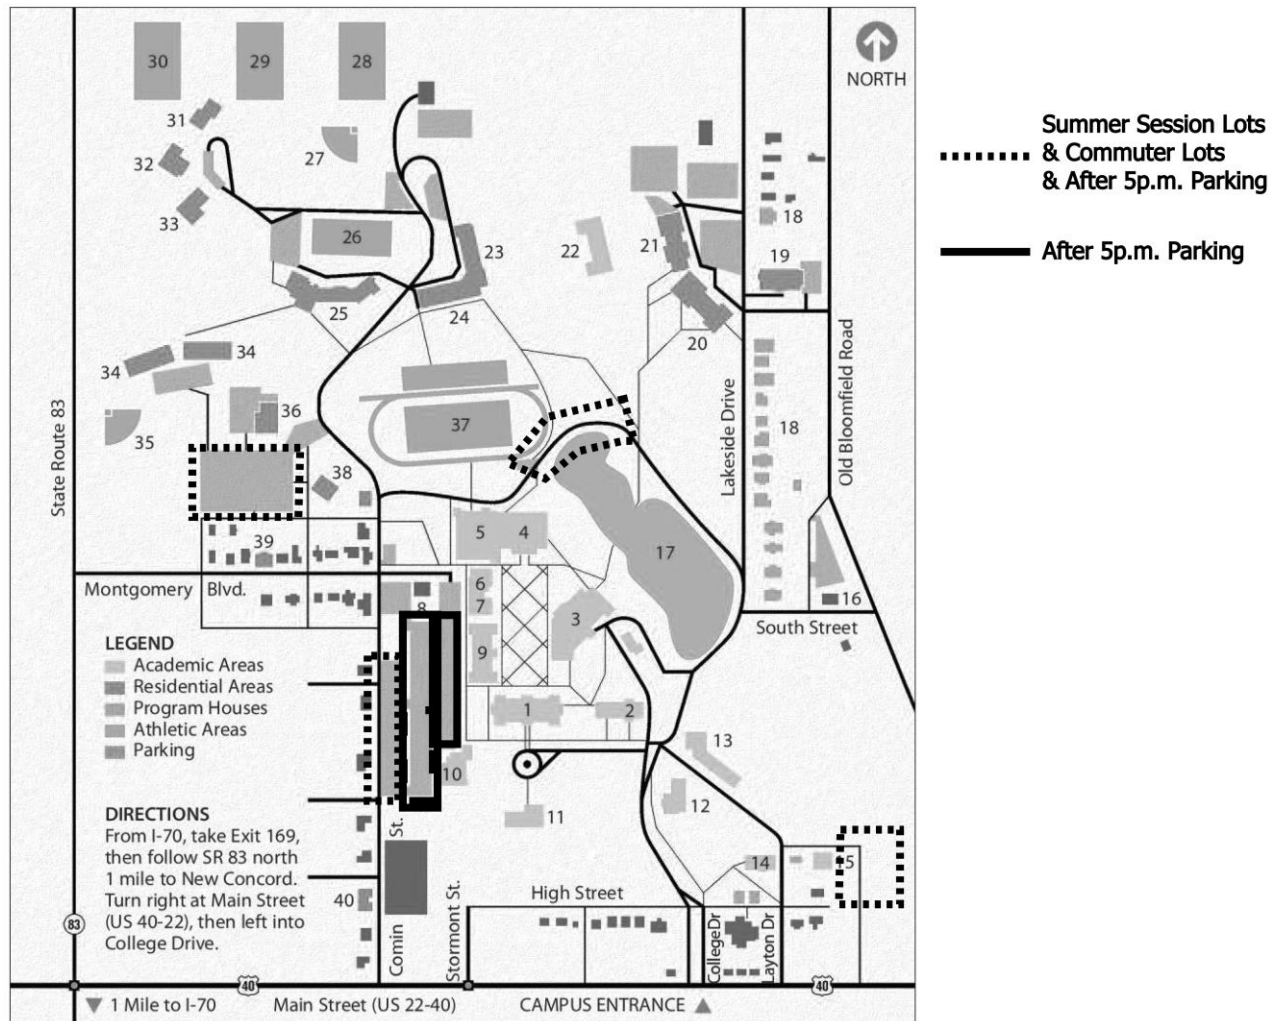 30
29
28
NORTH
31
27
32
33
26
23
22
21
18
19
25
24
20
34
34
36
35
37
38
39
5
4
17
18
16
6
7
8
3
9
1
2
10
11
13
12
14
15
40
State Route 83
Lakeside Drive
Old Bloomfield Road
Montgomery Blvd.
South Street
High Street
Comin St.
Stormont St.
CollegeDr
Layton Dr
LEGEND
Academic Areas
Residential Areas
Program Houses
Athletic Areas
Parking
DIRECTIONS
From I-70, take Exit 169,
then follow SR 83 north
1 mile to New Concord.
Turn right at Main Street
(US 40-22), then left into
College Drive.
83
40
40
1 Mile to I-70
Main Street (US 22-40)
CAMPUS ENTRANCE
Summer Session Lots
& Commuter Lots
& After 5p.m. Parking
After 5p.m. Parking